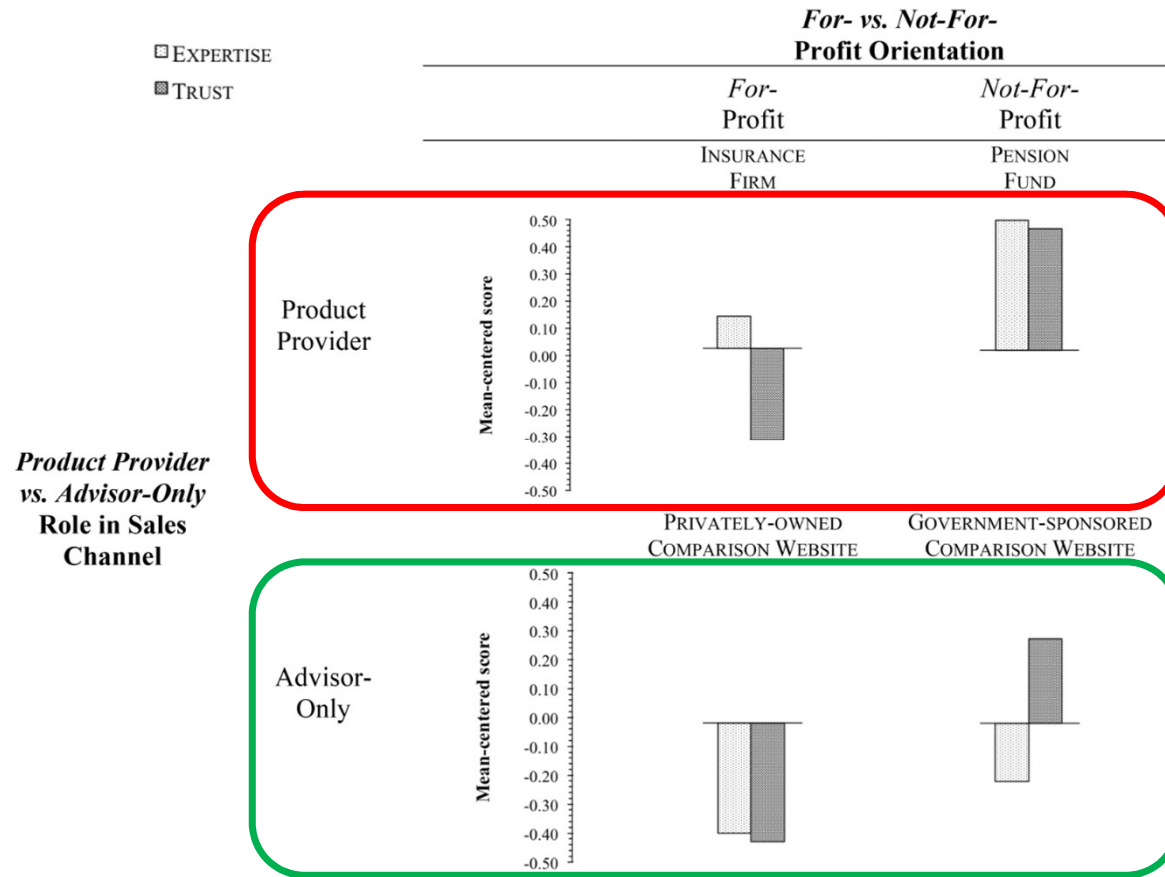 For- vs. Not-For-
Profit Orientation
EXPERTISE
TRUST
For-
Profit
Not-For-
Profit
INSURANCE
FIRM
PENSION
FUND
Product Provider
vs. Advisor-Only
Role in Sales
Channel
Product
Provider
Mean-centered score
0.50
0.40
0.30
0.20
0.10
0.00
-0.10
-0.20
-0.30
-0.40
-0.50
PRIVATELY-OWNED
COMPARISON WEBSITE
GOVERNMENT-SPONSORED
COMPARISON WEBSITE
Advisor-
Only
Mean-centered score
0.50
0.40
0.30
0.20
0.10
0.00
-0.10
-0.20
-0.30
-0.40
-0.50